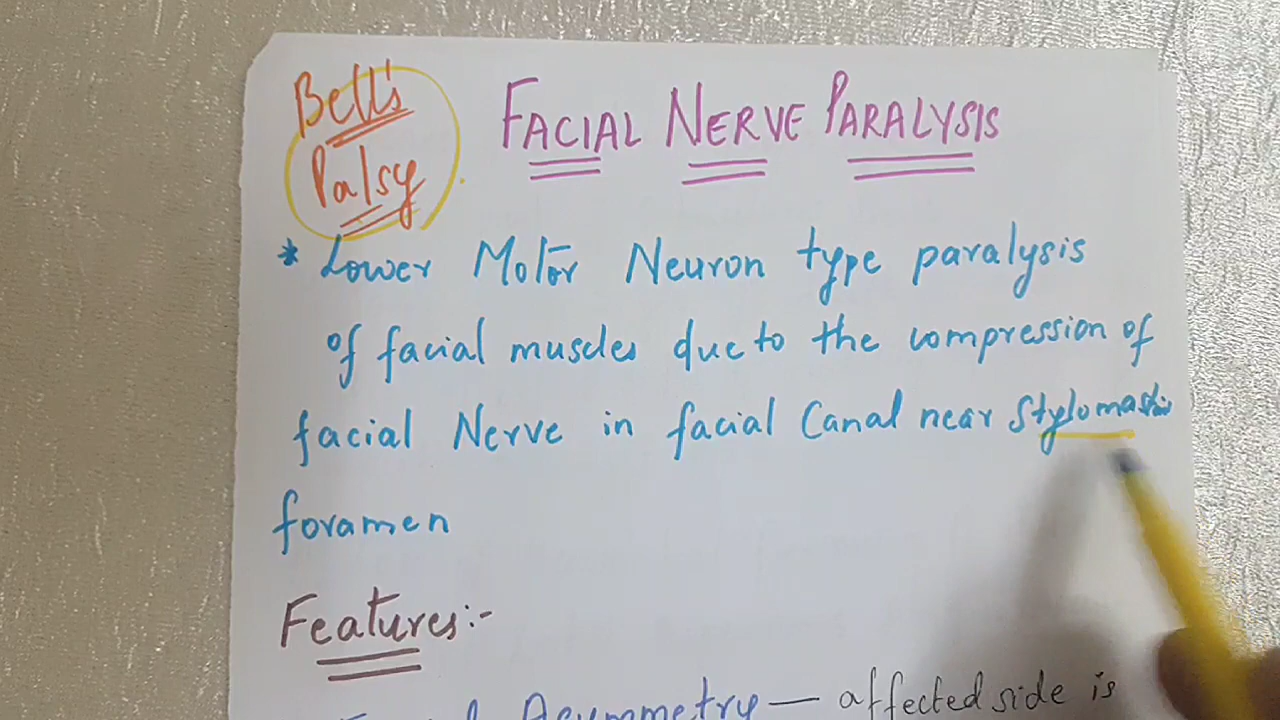 Bell's
Palsy
FACIAL NERVE PARALYSIS
* Lower Motor Neuron type paralysis
of facial muscles due to the compression of
facial Nerve in facial Canal near
foramen
Features:-
Asymmetry — affected side is